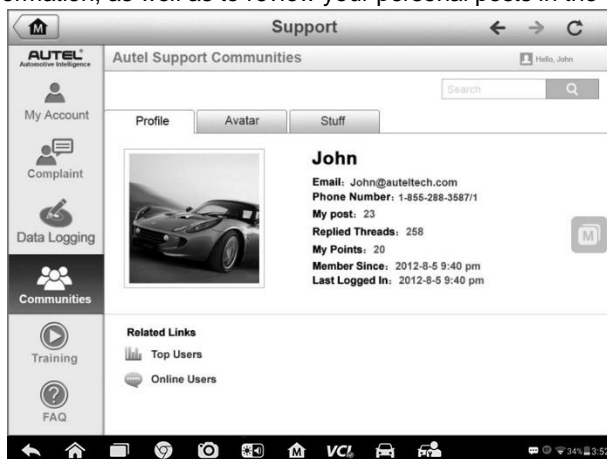 ormation, as well as to review your personal posts in the
M
Support
AUTEL
Automotive Intelligence
Autel Support Communities
Hello, John
Search
My Account
Profile
Avatar
Stuff
John
Email: John@auteltech.com
Phone Number: 1-855-288-3587/1
My post: 23
Replied Threads: 258
My Points: 20
Member Since: 2012-8-5 9:40 pm
Last Logged In: 2012-8-5 9:40 pm
Complaint
Data Logging
M
Communities
Related Links
Top Users
Online Users
Training
FAQ
M
VCI
34%
3:52